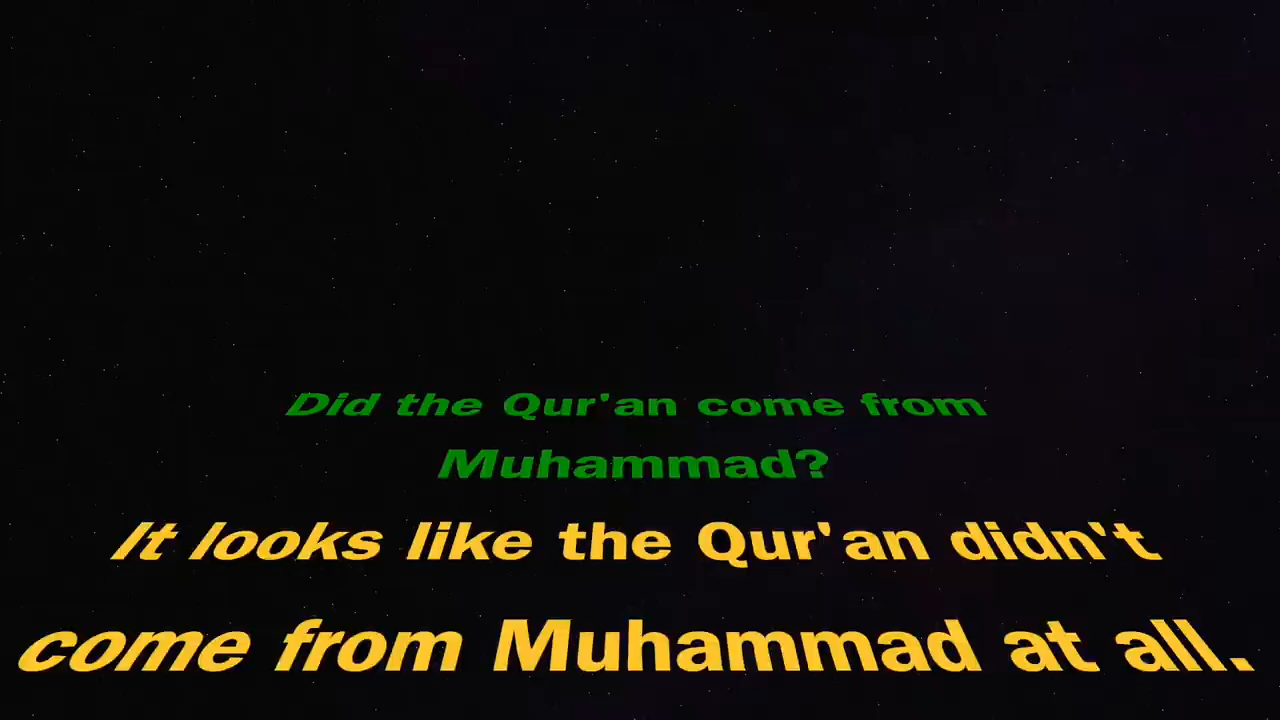 Did the Qur'an come from
Muhammad?
It looks like the Qur'an didn't
come from Muhammad at all.